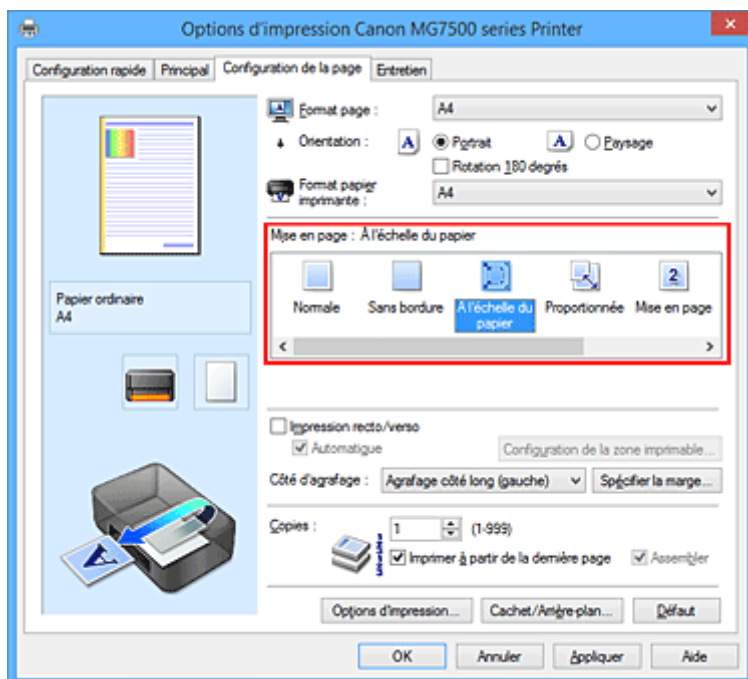 Options d'impression Canon MG7500 series Printer
Configuration rapide Principal Configuration de la page Entretien
Format page : A4
Orientation : A Portrait A Paysage
Rotation 180 degrés
Format papier
imprimante : A4
Mise en page : À l'échelle du papier
Normale Sans bordure À l'échelle du papier Proportionnée 2 Mise en page
Papier ordinaire
A4
Impression recto/verso
Automatique Configuration de la zone imprimable...
Côté d'agrafage : Agrafage côté long (gauche) Spécifier la marge...
Copies : 1 (1-999)
Imprimer à partir de la dernière page Assembler
A
Options d'impression... Cachet/Arrière-plan... Défaut
OK Annuler Appliquer Aide